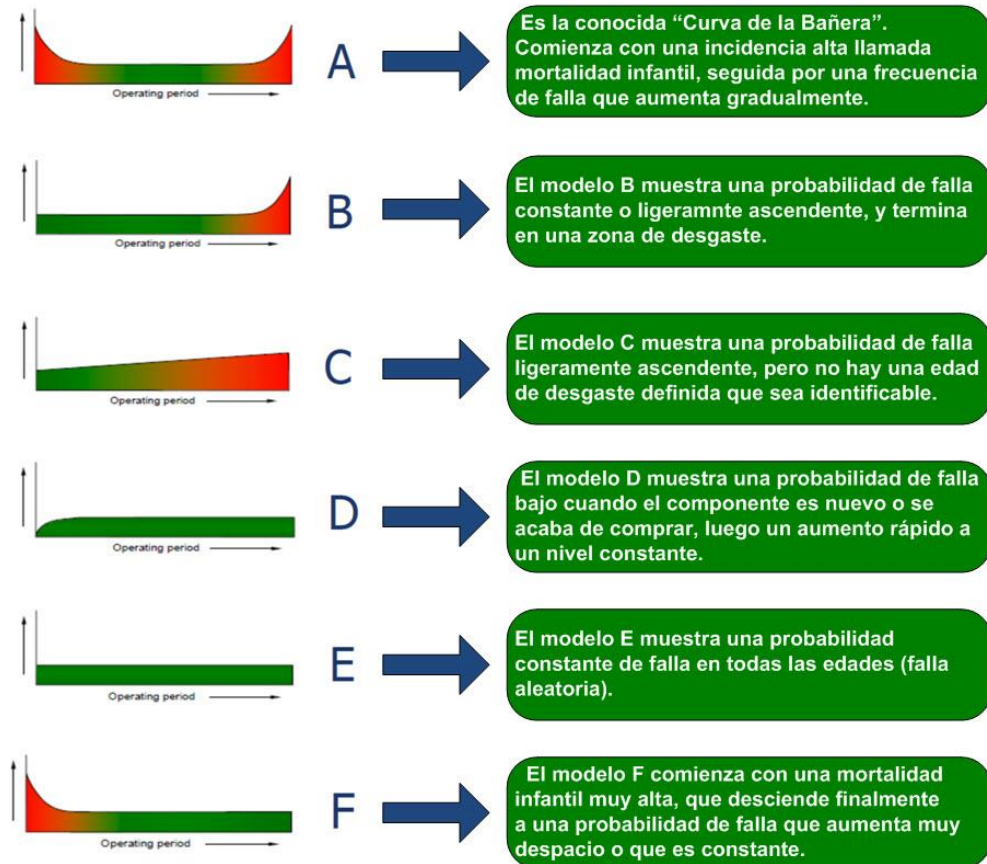 Operating period
A
Es la conocida “Curva de la Bañera”.
Comienza con una incidencia alta llamada
mortalidad infantil, seguida por una frecuencia
de falla que aumenta gradualmente.
Operating period
B
El modelo B muestra una probabilidad de falla
constante o ligeramnte ascendente, y termina
en una zona de desgaste.
Operating period
C
El modelo C muestra una probabilidad de falla
ligeramente ascendente, pero no hay una edad
de desgaste definida que sea identificable.
Operating period
D
El modelo D muestra una probabilidad de falla
bajo cuando el componente es nuevo o se
acaba de comprar, luego un aumento rápido a
un nivel constante.
Operating period
E
El modelo E muestra una probabilidad
constante de falla en todas las edades (falla
aleatoria).
Operating period
F
El modelo F comienza con una mortalidad
infantil muy alta, que desciende finalmente
a una probabilidad de falla que aumenta muy
despacio o que es constante.